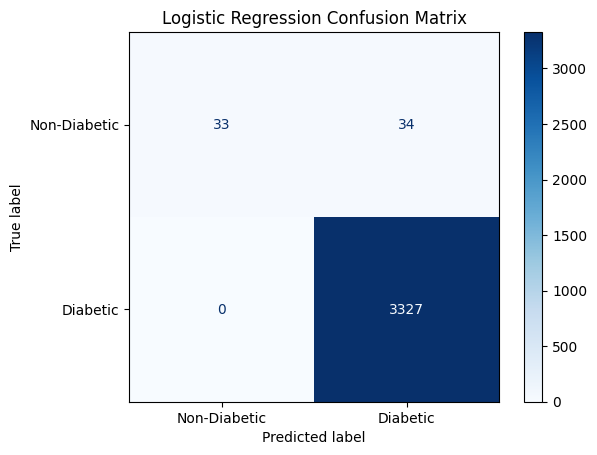 Logistic Regression Confusion Matrix
True label
Non-Diabetic
33
34
Diabetic
0
3327
Non-Diabetic
Diabetic
Predicted label
3000
2500
2000
1500
1000
500
0